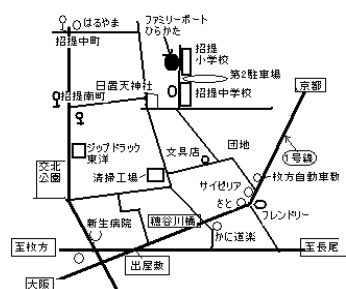 はるやま
招提中町
ファミリーポート
ひらかた
招提
小学校
第2駐車場
招提中学校
日置天神社
京都
招提南町
ジップドラック
東洋
文具店
団地
1号線
交北
公園
清掃工場
枚方自動車教
サイゼリア
さと
フレンドリー
新生病院
穂谷川橋
かに道楽
至枚方
出屋敷
至長尾
大阪